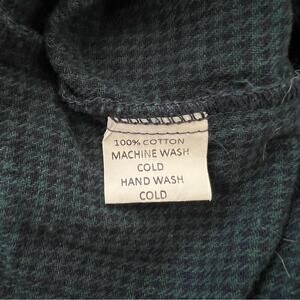 100% COTTON
MACHINE WASH
COLD
HAND WASH
COLD